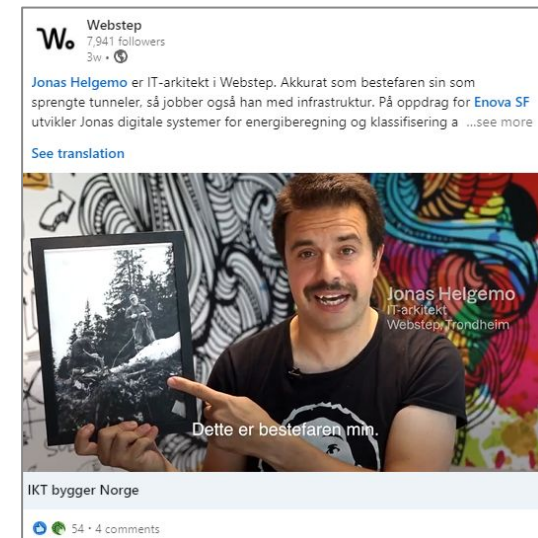 W.
Webstep
7,941 followers
3w •
Jonas Helgemo er IT-arkitekt i Webstep. Akkurat som bestefaren sin som
sprengte tunneler, så jobber også han med infrastruktur. På oppdrag for Enova SF
utvikler Jonas digitale systemer for energiberegning og klassifisering a ...see more
See translation
Jonas Helgemo
IT-arkitekt
Webstep, Trondheim
Dette er bestefaren min.
IKT bygger Norge
54 • 4 comments